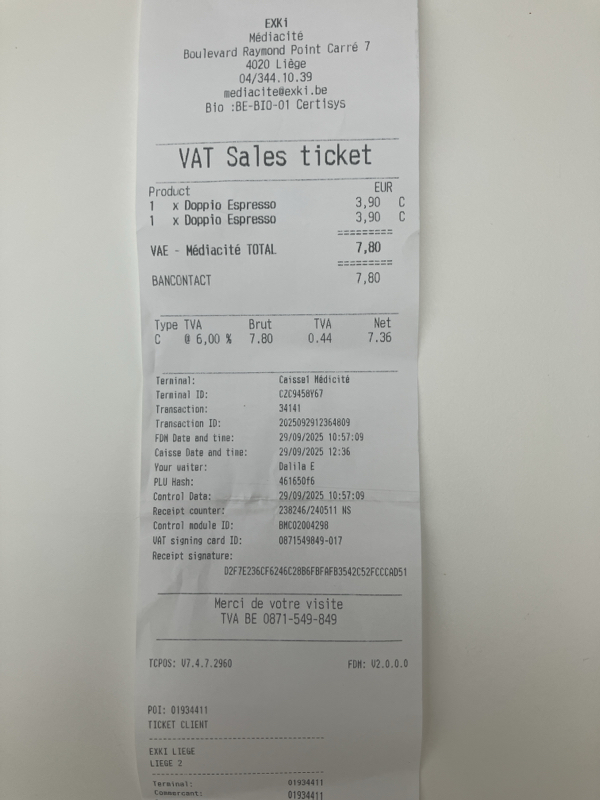 EXKi
Médiacité
Boulevard Raymond Point Carré 7
4020 Liège
04/344.10.39
mediacite@exki.be
Bio :BE-BIO-01 Certisys
VAT Sales ticket
Product EUR
1 x Doppio Espresso 3,90 C
1 x Doppio Espresso 3,90 C
=========
VAE - Médiacité TOTAL 7,80
=========
BANCONTACT 7,80
Type TVA Brut TVA Net
C @ 6,00 % 7.80 0.44 7.36
Terminal: Caisse1 Médicité
Terminal ID: CZC9458Y67
Transaction: 34141
Transaction ID: 2025092912364809
FDM Date and time: 29/09/2025 10:57:09
Caisse Date and time: 29/09/2025 12:36
Your waiter: Dalila E
PLU Hash: 461650f6
Control Date: 29/09/2025 10:57:09
Receipt counter: 238246/240511 NS
Control module ID: BMC02004298
VAT signing card ID: 0871549849-017
Receipt signature:
D2F7E236CF6246C28B6FBFAFB3542C52FCCCAD51
Merci de votre visite
TVA BE 0871-549-849
TCPOS: V7.4.7.2960 FDM: V2.0.0.0
POI: 01934411
TICKET CLIENT
--------------------------------
EXKI LIEGE
LIEGE 2
--------------------------------
Terminal: 01934411
Commercant: 01934411